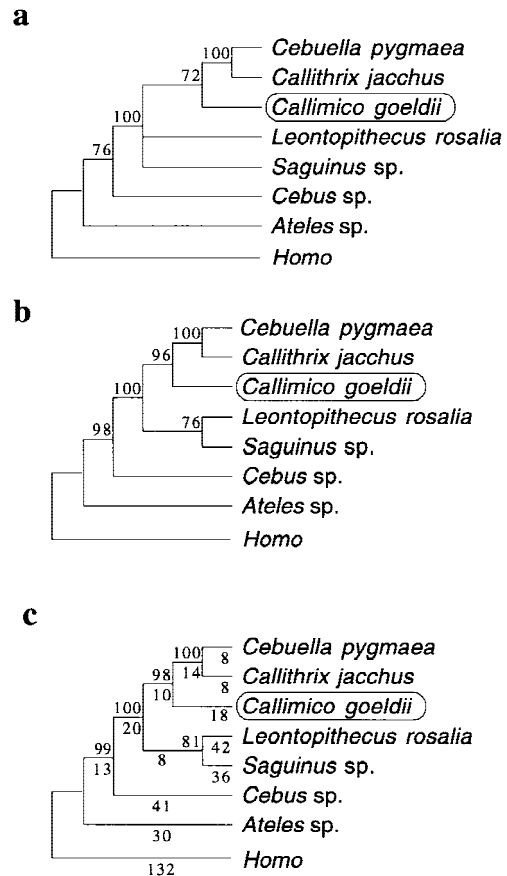 a
100 Cebuella pygmaea
Callithrix jacchus
72
Callimico goeldii
100
Leontopithecus rosalia
76
Saguinus sp.
Cebus sp.
Ateles sp.
Homo
b
100 Cebuella pygmaea
96
Callithrix jacchus
100
Callimico goeldii
98
76 Leontopithecus rosalia
Saguinus sp.
Cebus sp.
Ateles sp.
Homo
c
100 8 Cebuella pygmaea
98 14 8 Callithrix jacchus
100 10 18 Callimico goeldii
20
99 8 81 42 Leontopithecus rosalia
13 36 Saguinus sp.
41 Cebus sp.
30 Ateles sp.
132 Homo